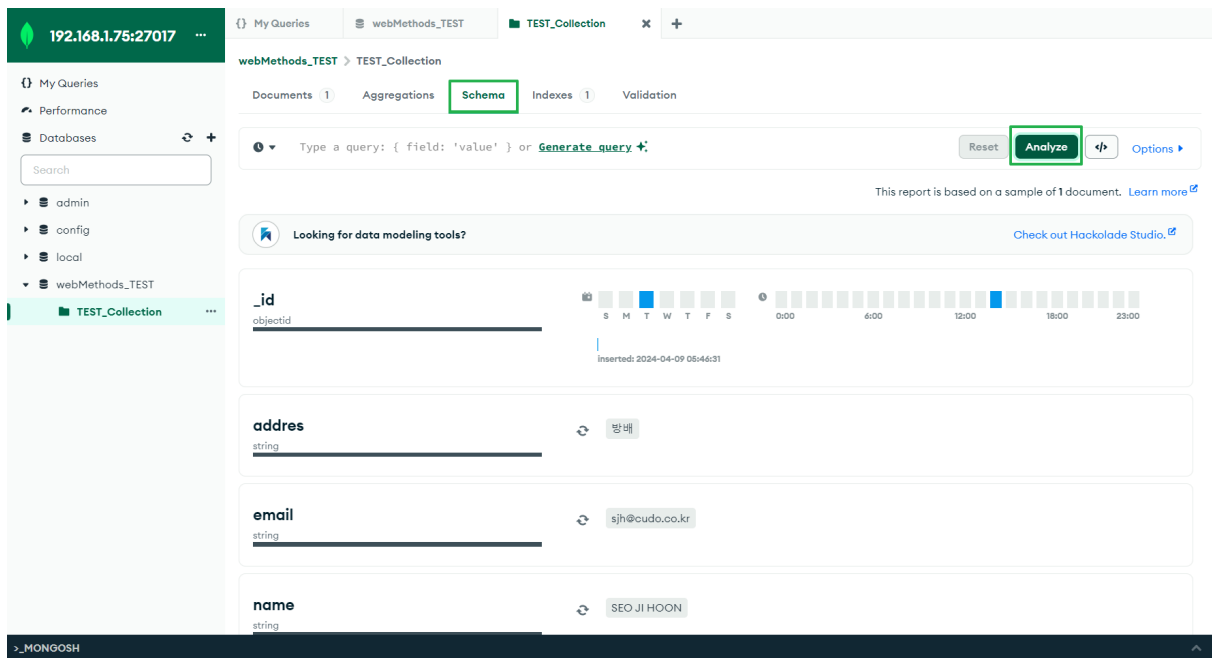 192.168.1.75:27017
My Queries
Performance
Databases
Search
admin
config
local
webMethods_TEST
TEST_Collection
{} My Queries
webMethods_TEST
TEST_Collection
webMethods_TEST > TEST_Collection
Documents 1 Aggregations Schema Indexes 1 Validation
Type a query: { field: 'value' } or Generate query Reset Analyze </> Options
This report is based on a sample of 1 document. Learn more
Looking for data modeling tools? Check out Hackolade Studio.
_id
objectid
S M T W T F S
0:00 6:00 12:00 18:00 23:00
inserted: 2024-04-09 05:46:31
addres
string
방배
email
string
sjh@cudo.co.kr
name
string
SEO JI HOON
>_MONGOSH